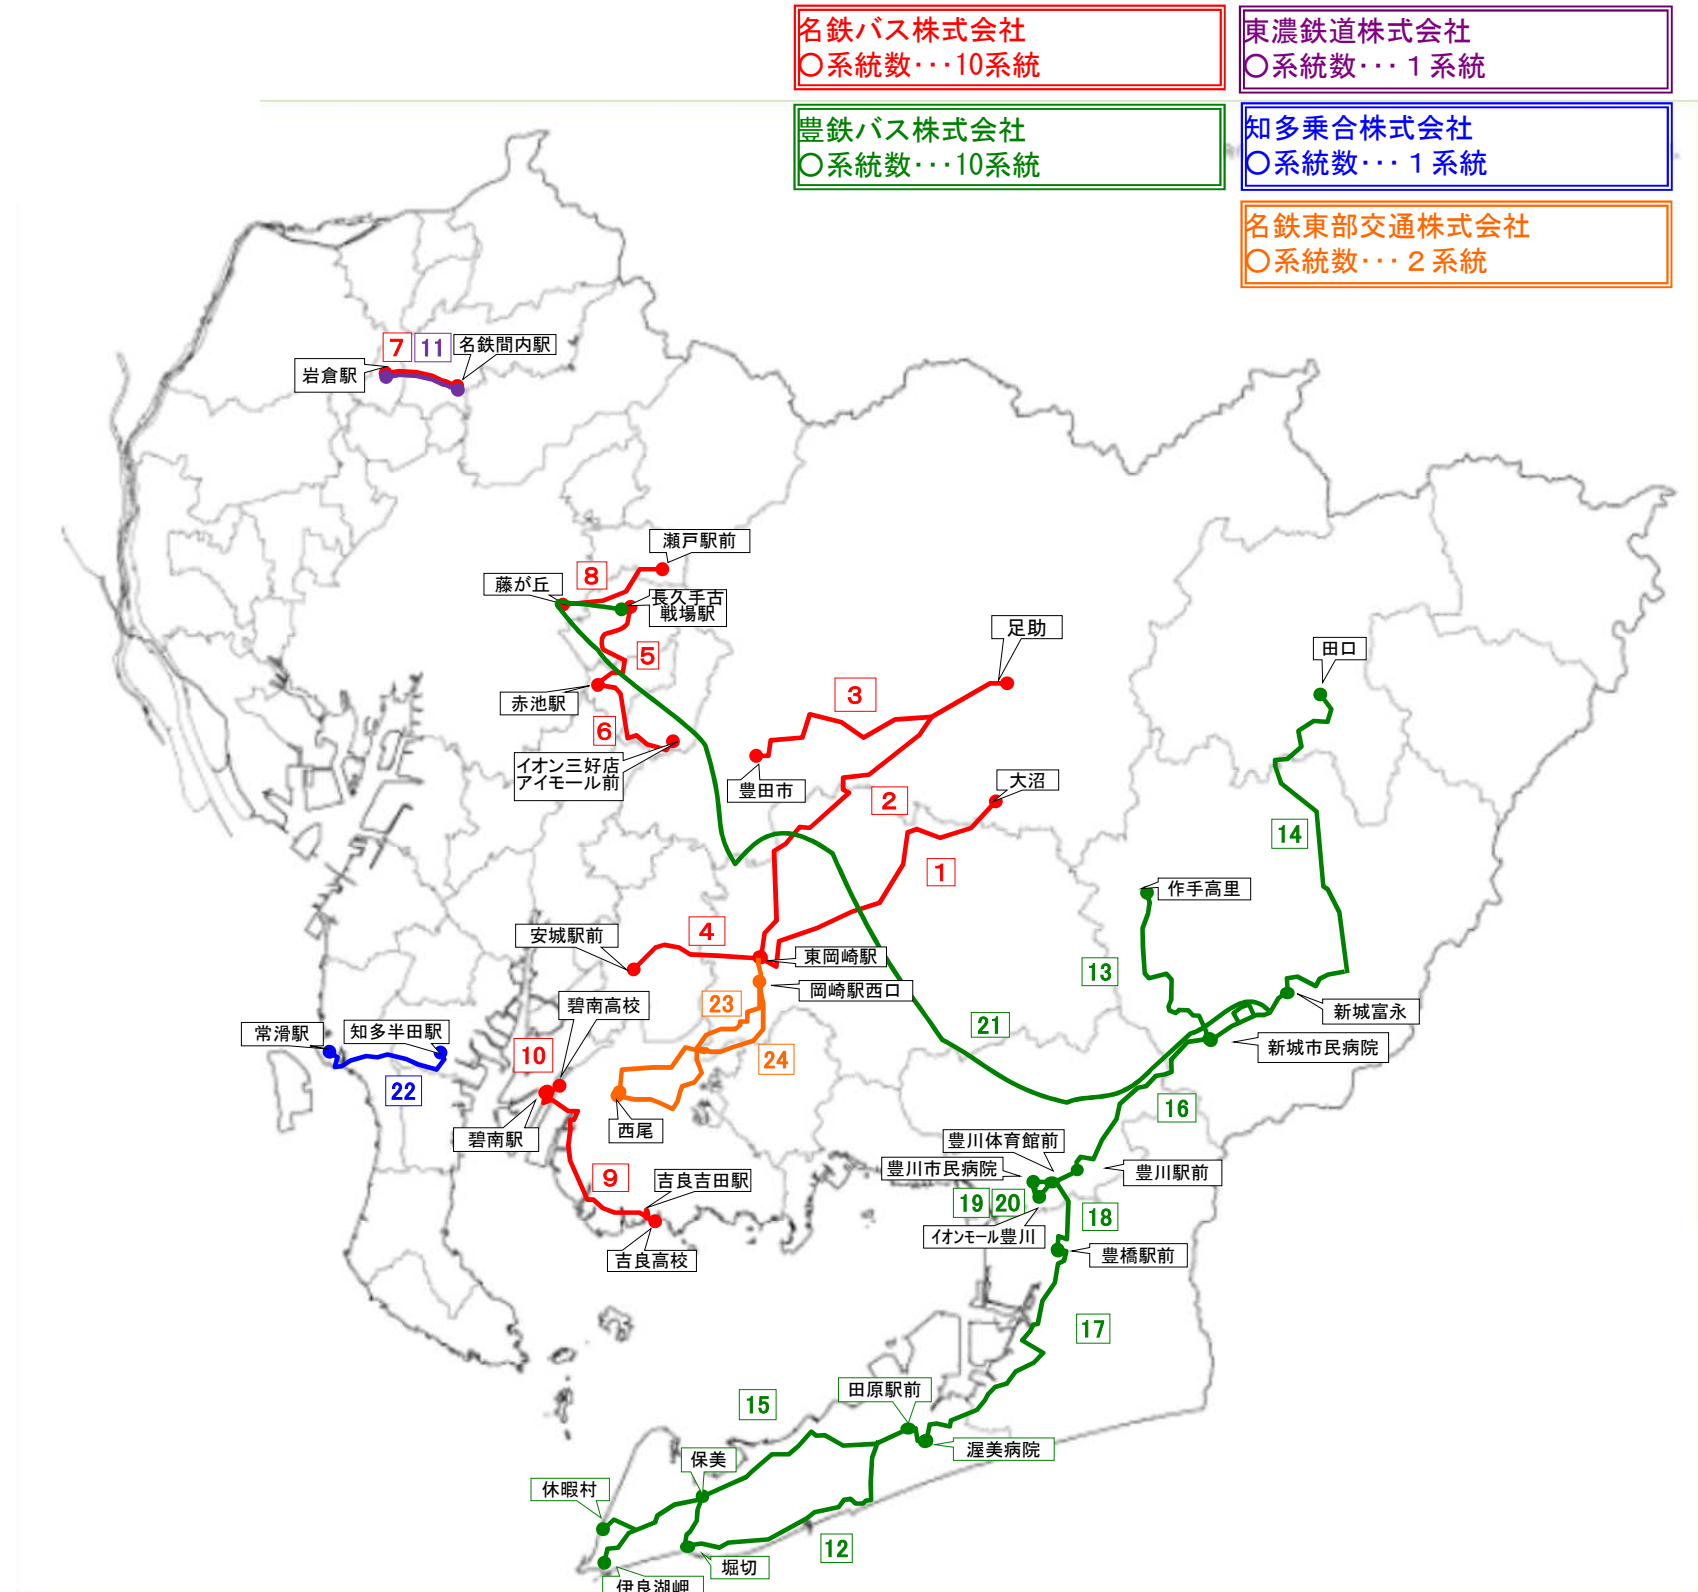 名鉄バス株式会社
○系統数･･･10系統
東濃鉄道株式会社
○系統数･･･１系統
豊鉄バス株式会社
○系統数･･･10系統
知多乗合株式会社
○系統数･･･１系統
名鉄東部交通株式会社
○系統数･･･２系統
7
11
名鉄間内駅
岩倉駅
瀬戸駅前
8
藤が丘
長久手古
戦場駅
足助
5
田口
赤池駅
3
6
イオン三好店
アイモール前
豊田市
大沼
2
14
1
作手高里
4
安城駅前
東岡崎駅
13
岡崎駅西口
碧南高校
23
新城富永
常滑駅
知多半田駅
21
新城市民病院
10
24
22
16
碧南駅
西尾
豊川体育館前
豊川市民病院
豊川駅前
9
吉良吉田駅
19
20
18
イオンモール豊川
吉良高校
豊橋駅前
17
田原駅前
15
渥美病院
保美
休暇村
12
堀切
伊良湖岬